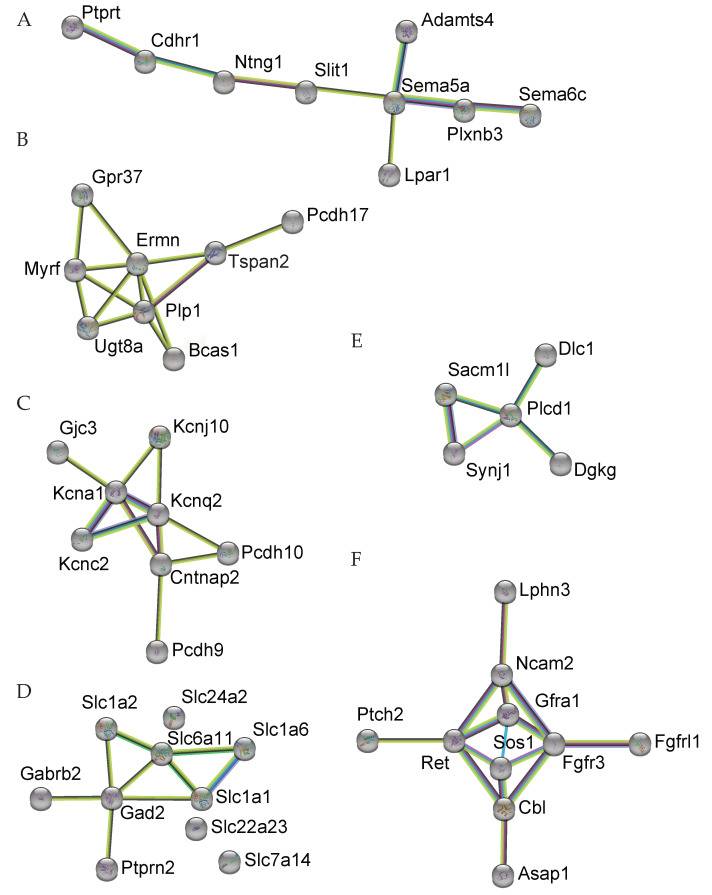 A
Ptprt
Cdhr1
Ntng1
Slit1
Adamts4
Sema5a
Sema6c
Plxnb3
Lpar1
B
Gpr37
Pcdh17
Ermn
Myrf
Tspan2
Plp1
Ugt8a
Bcas1
C
Gjc3
Kcnj10
Kcna1
Kcnq2
Kcnc2
Pcdh10
Cntnap2
Pcdh9
D
Slc1a2
Slc24a2
Slc6a11
Slc1a6
Gabrb2
Gad2
Slc1a1
Slc22a23
Ptprn2
Slc7a14
E
Dlc1
Sacm1l
Plcd1
Synj1
Dgkg
F
Lphn3
Ncam2
Gfra1
Ptch2
Sos1
Fgfrl1
Ret
Fgfr3
Cbl
Asap1